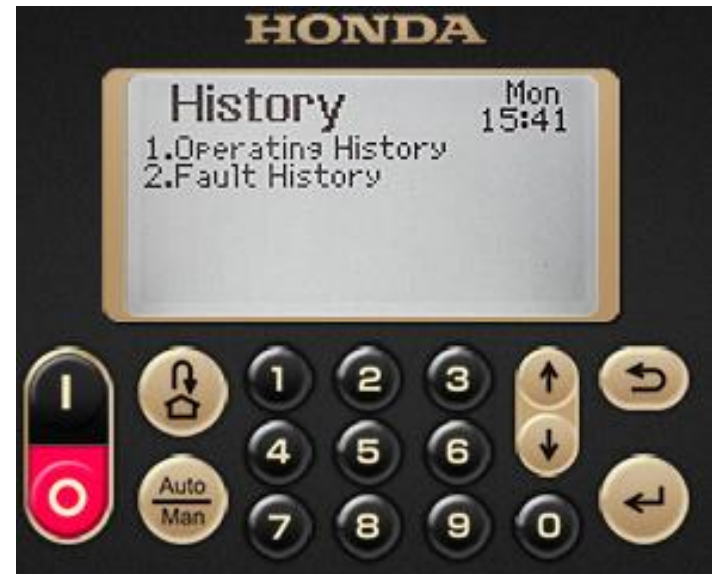 HONDA
History
Mon
15:41
1.Operating History
2.Fault History
1 2 3
4 5 6
Auto
Man
7 8 9 0